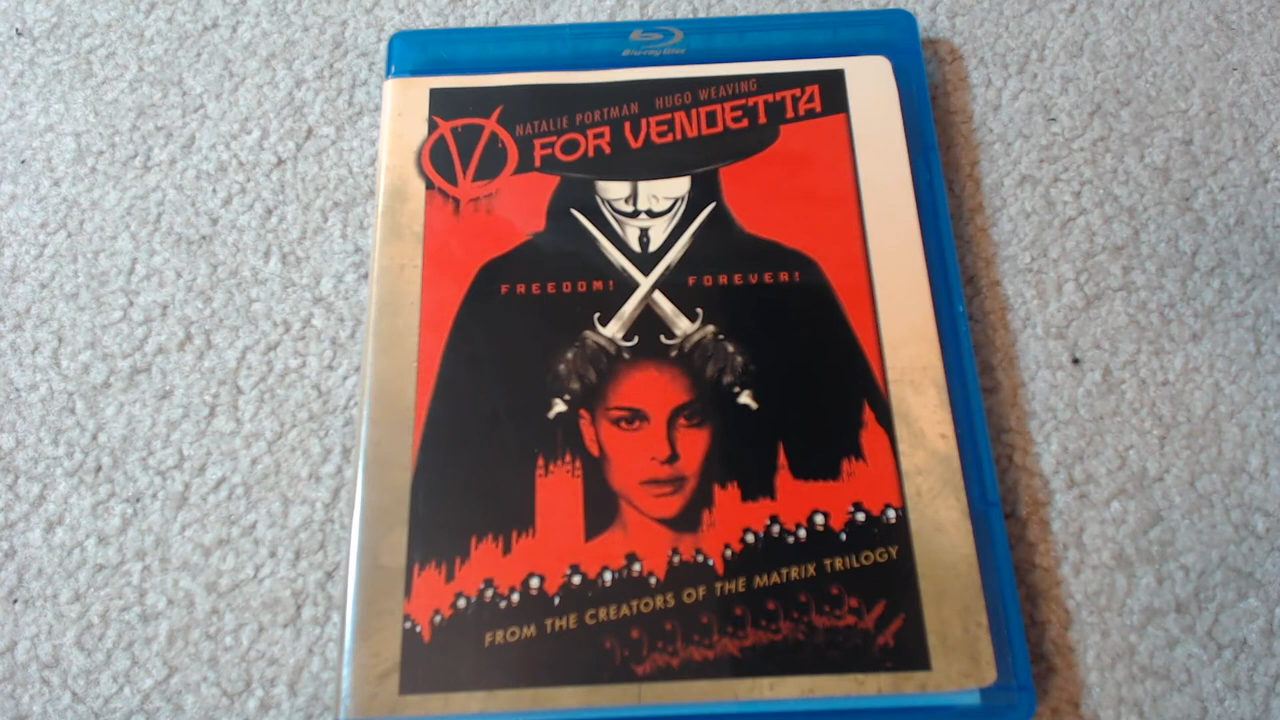 Blu-ray Disc
NATALIE PORTMAN HUGO WEAVING
V FOR VENDETTA
FREEDOM! FOREVER!
FROM THE CREATORS OF THE MATRIX TRILOGY